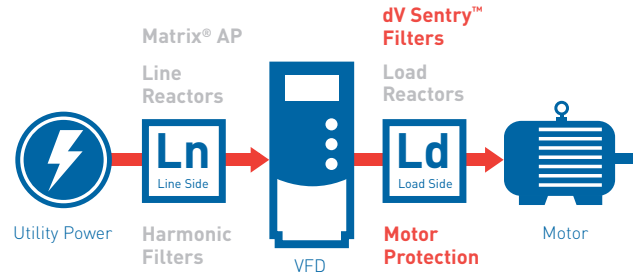 Matrix® AP
dV Sentry™
Filters
Line
Reactors
Load
Reactors
Ln
Line Side
Ld
Load Side
Utility Power
Harmonic
Filters
VFD
Motor
Protection
Motor